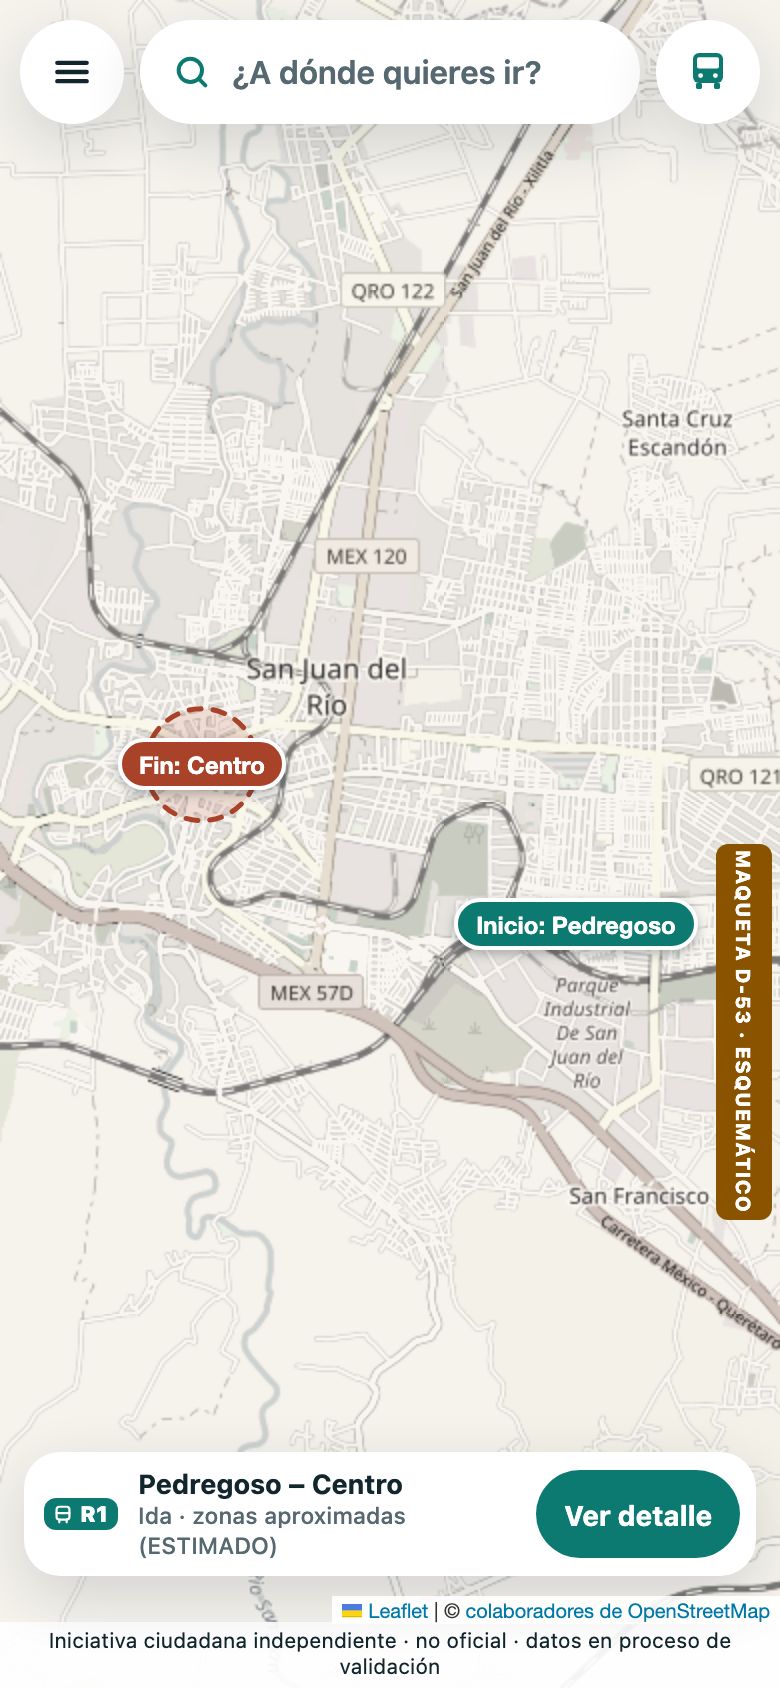 ¿A dónde quieres ir?
San Juan del Río - Xilitla
QRO 122
Santa Cruz
Escandón
MEX 120
San Juan del
Río
Fin: Centro
QRO 121
MAQUETA D-53 · ESQUEMÁTICO
Inicio: Pedregoso
Parque
Industrial
De San
Juan del
Río
MEX 57D
San Francisco
Carretera México - Querétaro
R1
Pedregoso – Centro
Ida · zonas aproximadas
(ESTIMADO)
Ver detalle
Leaflet | © colaboradores de OpenStreetMap
Iniciativa ciudadana independiente · no oficial · datos en proceso de
validación